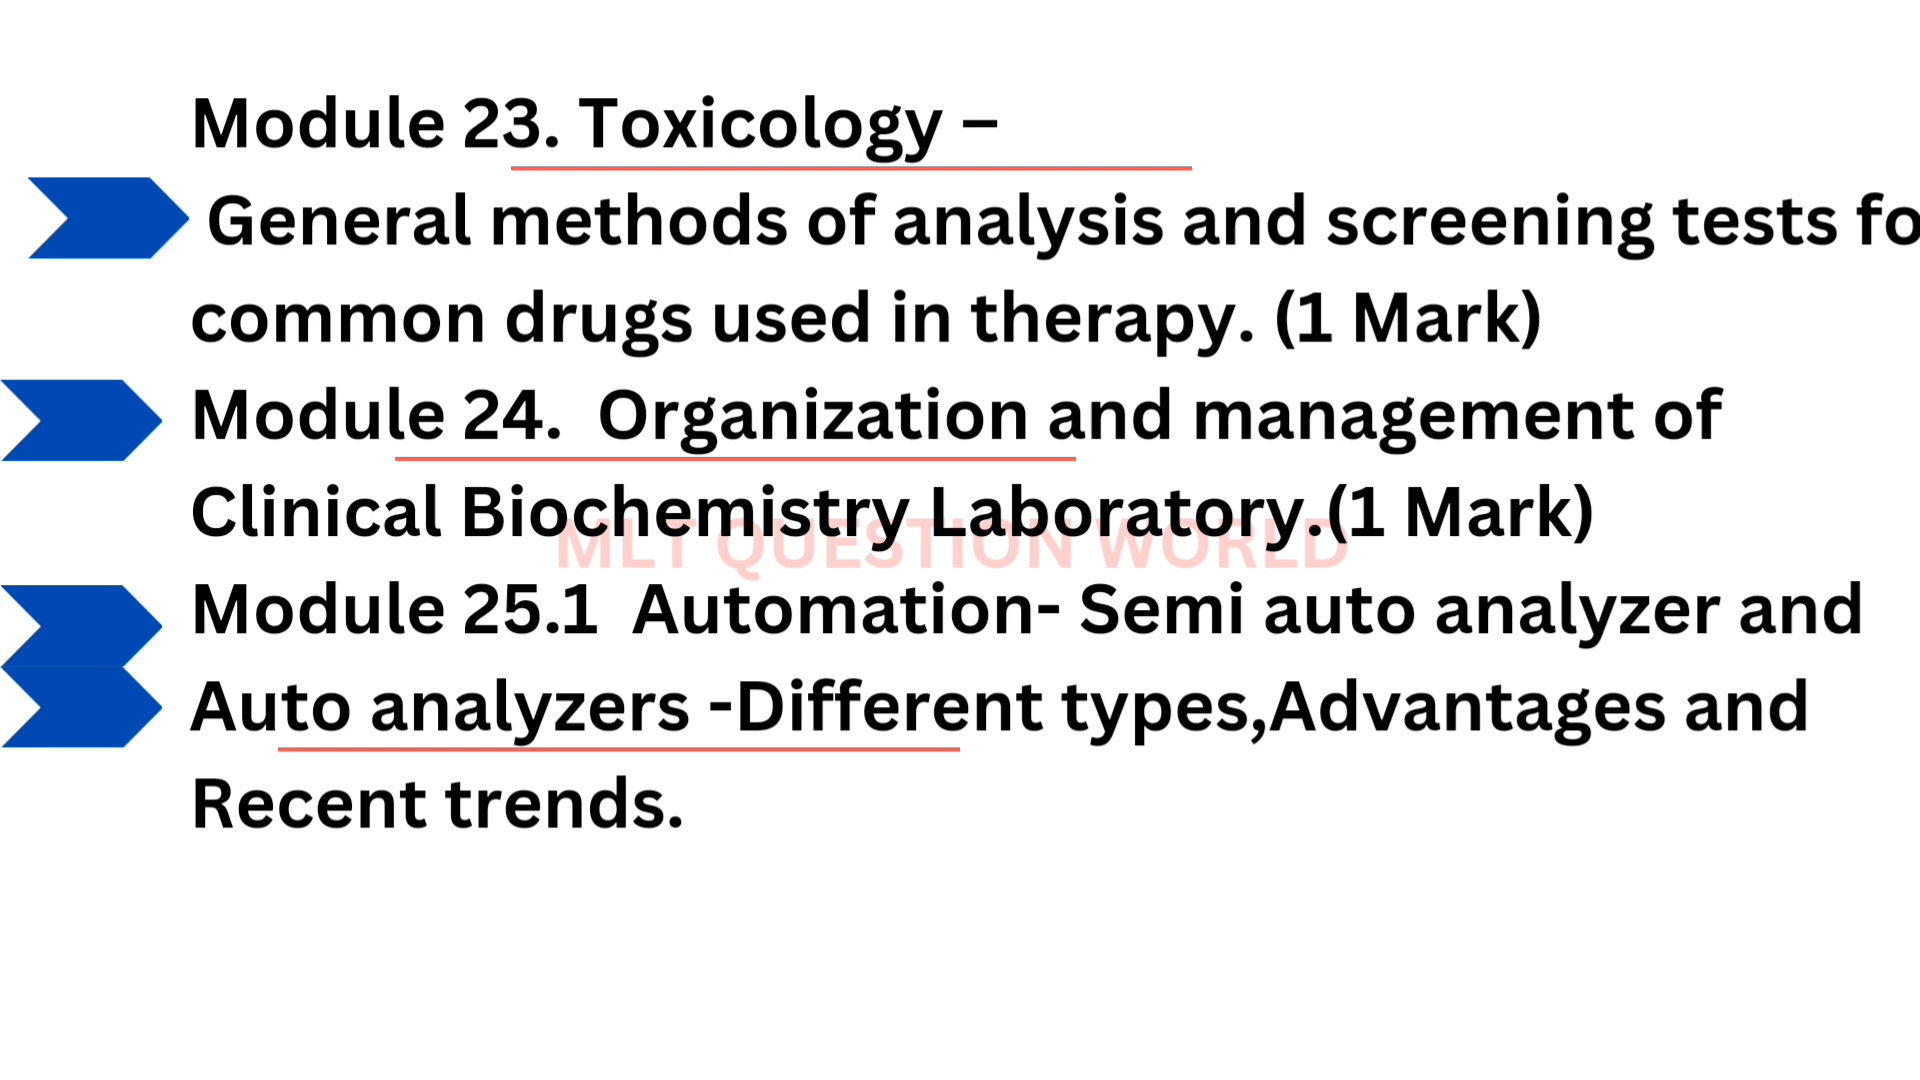 Module 23. Toxicology –
General methods of analysis and screening tests fo
common drugs used in therapy. (1 Mark)
Module 24.  Organization and management of
Clinical Biochemistry Laboratory.(1 Mark)
MLT QUESTION WORLD
Module 25.1  Automation- Semi auto analyzer and
Auto analyzers -Different types,Advantages and
Recent trends.